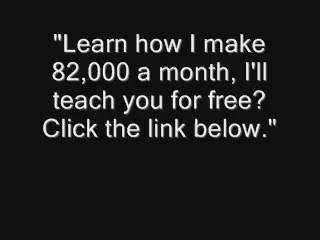 "Learn how I make
82,000 a month, I'll
teach you for free?
Click the link below."